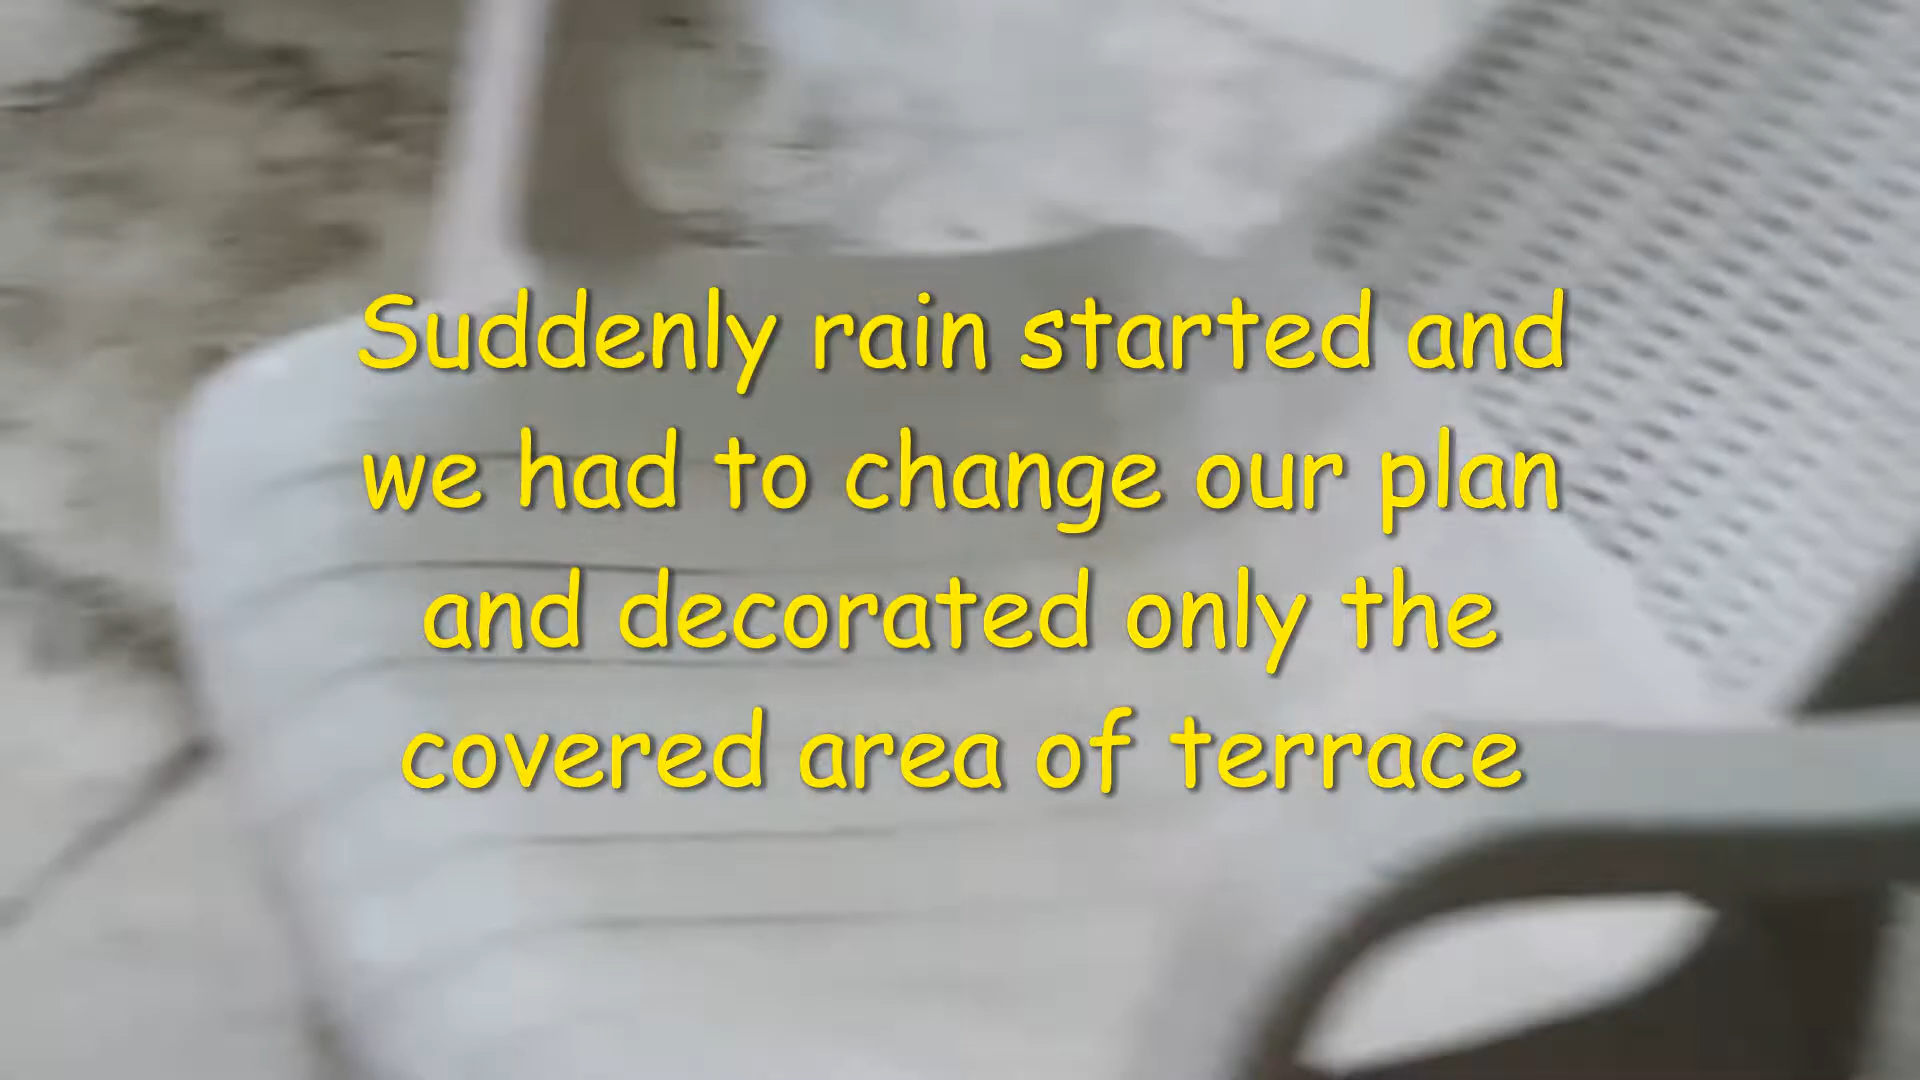 Suddenly rain started and
we had to change our plan
and decorated only the
covered area of terrace